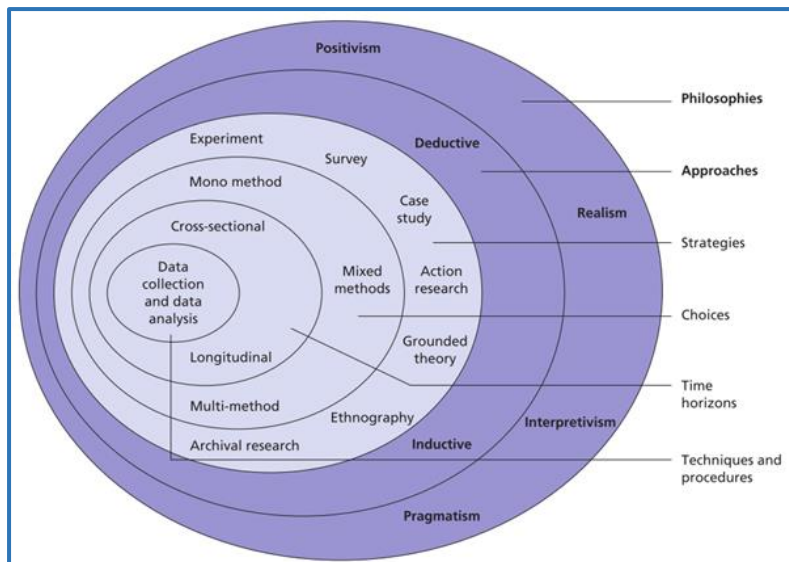 Positivism
Philosophies
Experiment
Deductive
Survey
Approaches
Mono method
Case
study
Realism
Cross-sectional
Strategies
Data
collection
and data
analysis
Mixed
methods
Action
research
Choices
Grounded
theory
Longitudinal
Time
horizons
Multi-method
Ethnography
Interpretivism
Archival research
Inductive
Techniques and
procedures
Pragmatism